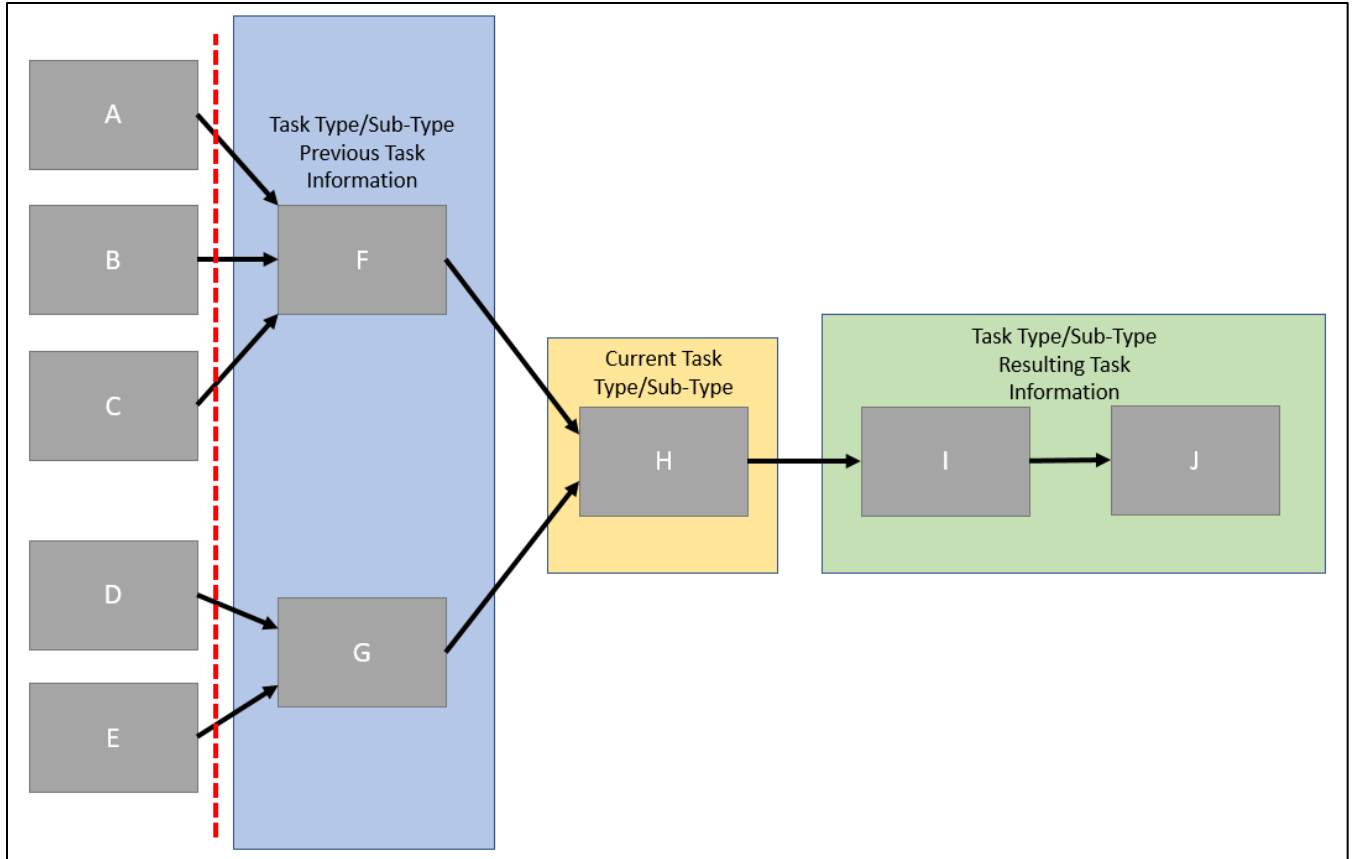 A
B
C
D
E
Task Type/Sub-Type
Previous Task
Information
F
G
Current Task
Type/Sub-Type
H
Task Type/Sub-Type
Resulting Task
Information
I
J